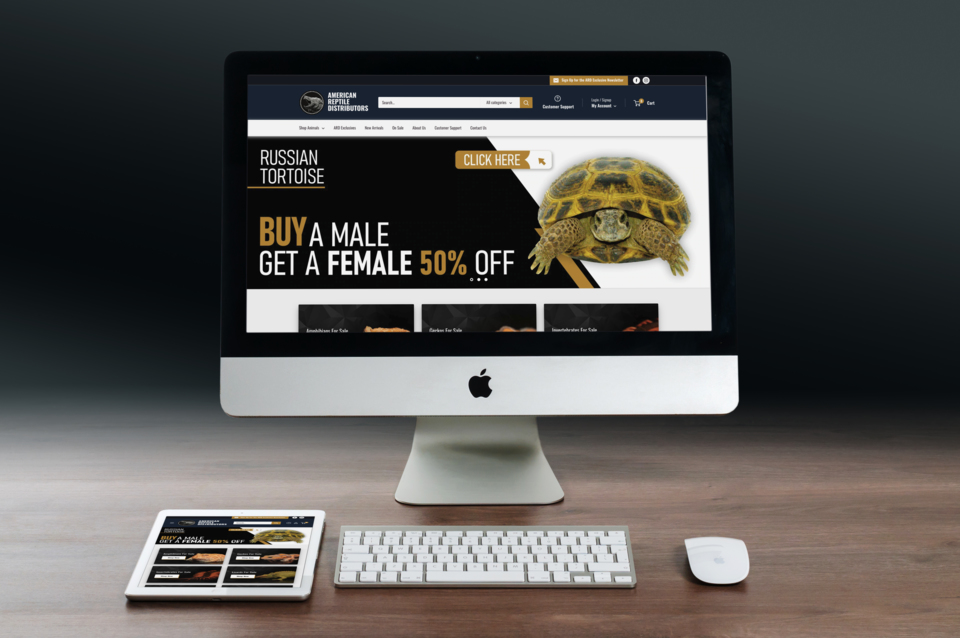 Sign Up for the ARD Exclusive Newsletter
AMERICAN
REPTILE
DISTRIBUTORS
Search...
All categories
Customer Support
Login / Signup
My Account
Cart
Shop Animals
ARD Exclusives
New Arrivals
On Sale
About Us
Customer Support
Contact Us
RUSSIAN
TORTOISE
CLICK HERE
BUY A MALE
GET A FEMALE 50% OFF
Amphibians For Sale
Geckos For Sale
Invertebrates For Sale
AMERICAN
REPTILE
DISTRIBUTORS
RUSSIAN
TORTOISE
BUY A MALE
GET A FEMALE 50% OFF